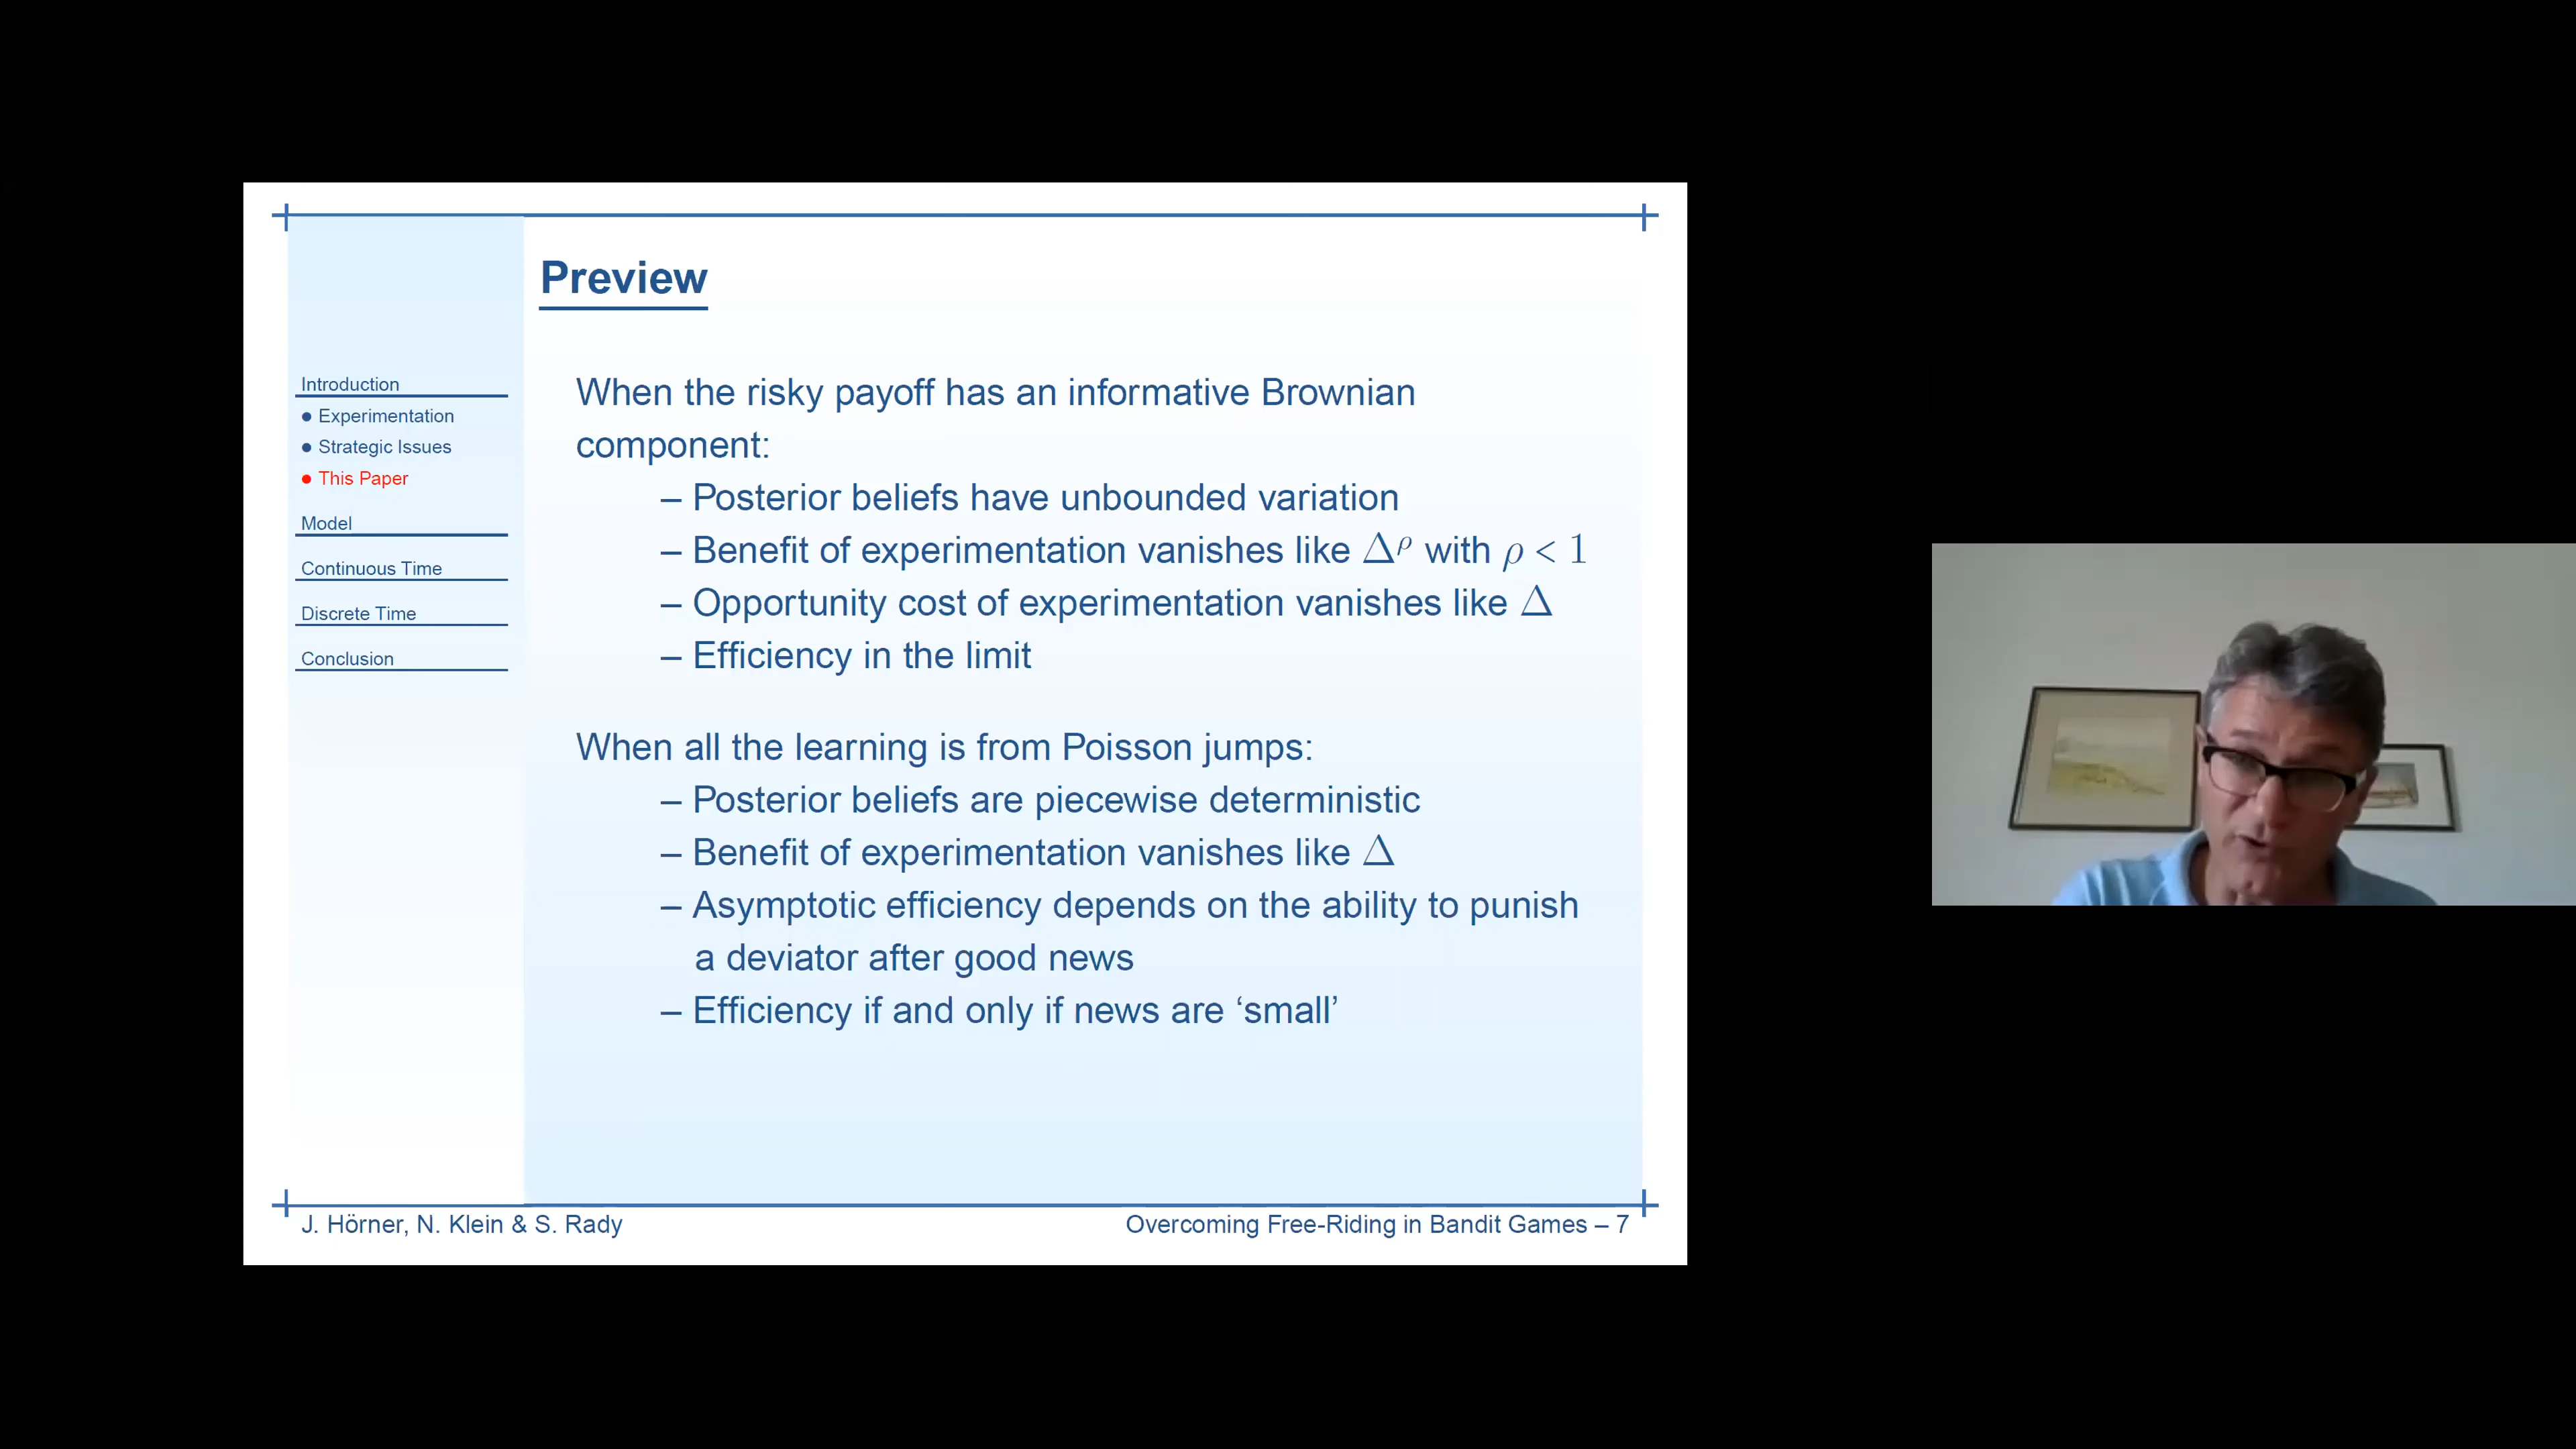 Preview
Introduction
● Experimentation
● Strategic Issues
● This Paper
Model
Continuous Time
Discrete Time
Conclusion
When the risky payoff has an informative Brownian
component:
– Posterior beliefs have unbounded variation
– Benefit of experimentation vanishes like Δ^ρ with ρ < 1
– Opportunity cost of experimentation vanishes like Δ
– Efficiency in the limit
When all the learning is from Poisson jumps:
– Posterior beliefs are piecewise deterministic
– Benefit of experimentation vanishes like Δ
– Asymptotic efficiency depends on the ability to punish
a deviator after good news
– Efficiency if and only if news are ‘small’
J. Hörner, N. Klein & S. Rady
Overcoming Free-Riding in Bandit Games – 7